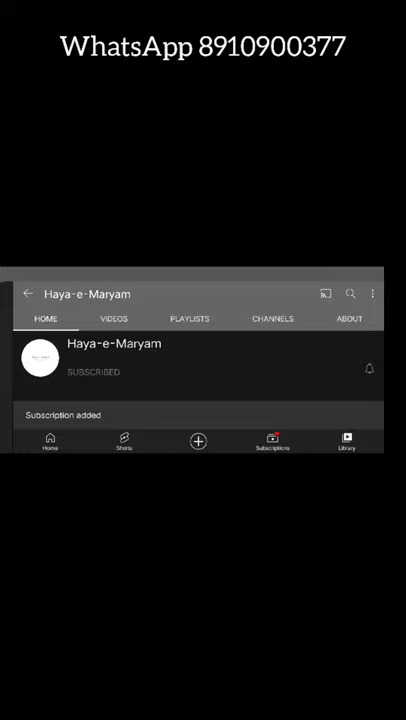 WhatsApp 8910900377
Haya-e-Maryam
HOME VIDEOS PLAYLISTS CHANNELS ABOUT
Haya-e-Maryam
SUBSCRIBED
Subscription added
Home Shorts Subscriptions Library